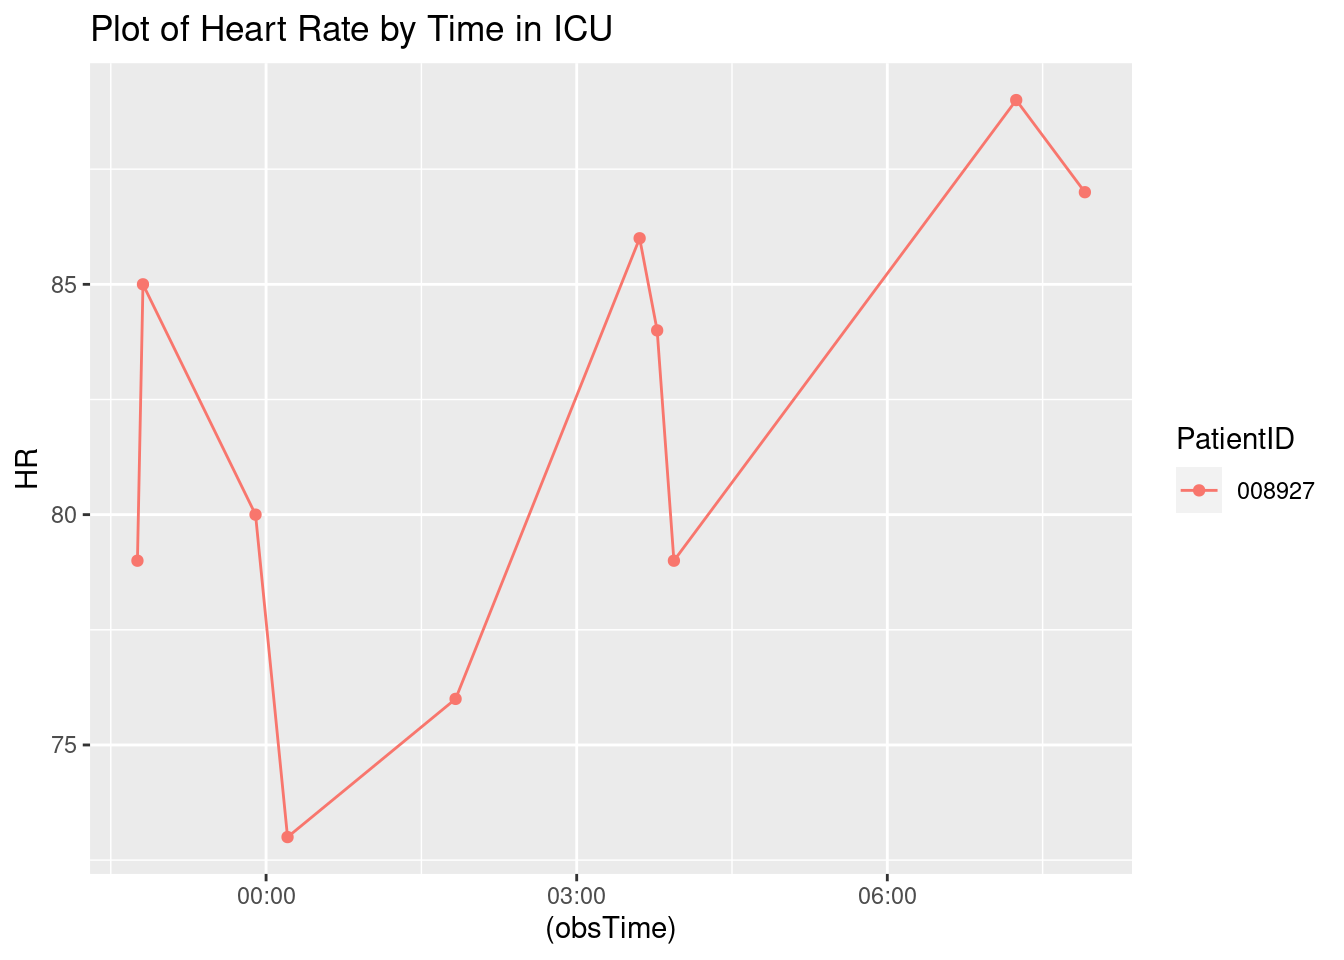 Plot of Heart Rate by Time in ICU
HR
85
80
75
00:00 03:00 06:00
(obsTime)
PatientID
008927